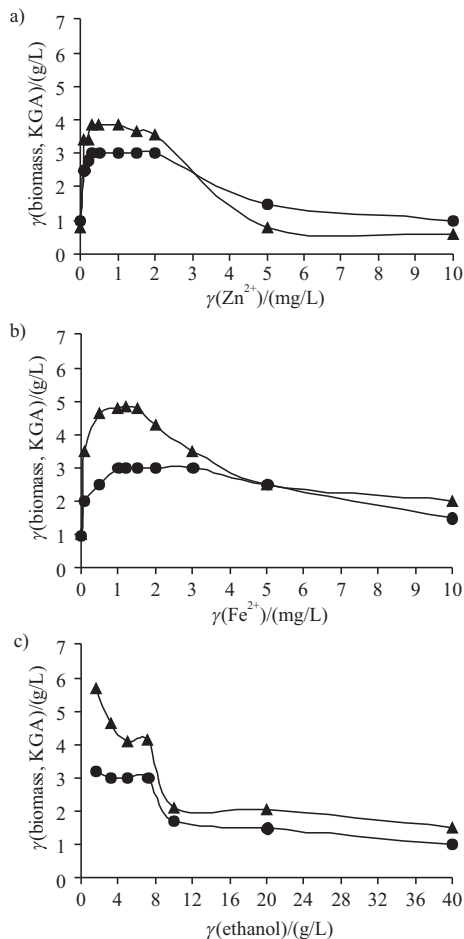 a)
7
6
5
4
3
2
1
0
γ(biomass, KGA)/(g/L)
0 1 2 3 4 5 6 7 8 9 10
γ(Zn²⁺)/(mg/L)
b)
7
6
5
4
3
2
1
0
γ(biomass, KGA)/(g/L)
0 1 2 3 4 5 6 7 8 9 10
γ(Fe²⁺)/(mg/L)
c)
7
6
5
4
3
2
1
0
γ(biomass, KGA)/(g/L)
0 4 8 12 16 20 24 28 32 36 40
γ(ethanol)/(g/L)